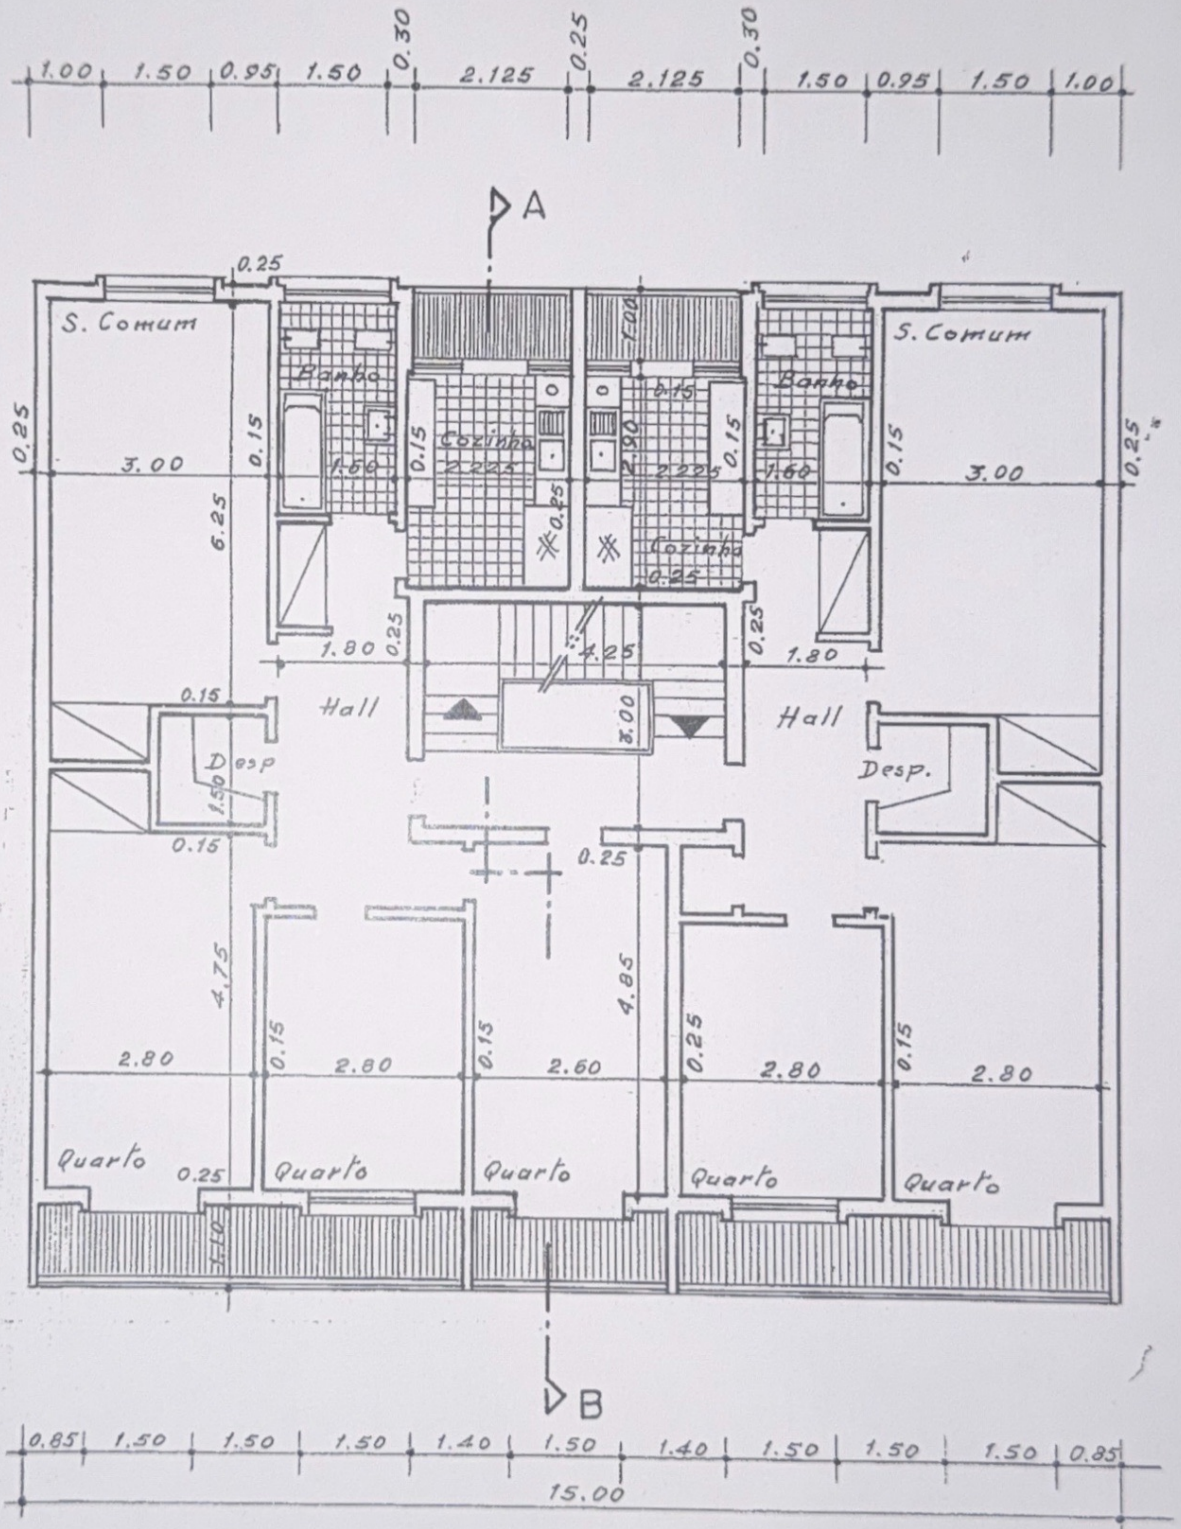 0.30 0.25 0.30
1.00 1.50 0.95 1.50 2.125 2.125 1.50 0.95 1.50 1.00
A
0.25
S. Comum S. Comum
1.00
Banho Banho
0.15
0.25 0.15 0.15 Cozinha 2.90 0.15 0.15 0.25
3.00 1.60 2.225 2.225 1.60 3.00
6.25 0.25
Cozinha
0.25
0.25 0.25
1.80 4.25 1.80
0.15
Hall 3.00 Hall
Desp Desp.
1.50
0.15 0.25
4.75 4.85
0.15 0.15 0.25 0.15
2.80 2.80 2.60 2.80 2.80
Quarto Quarto Quarto Quarto Quarto
0.25
1.10
B
0.85 1.50 1.50 1.50 1.40 1.50 1.40 1.50 1.50 1.50 0.85
15.00